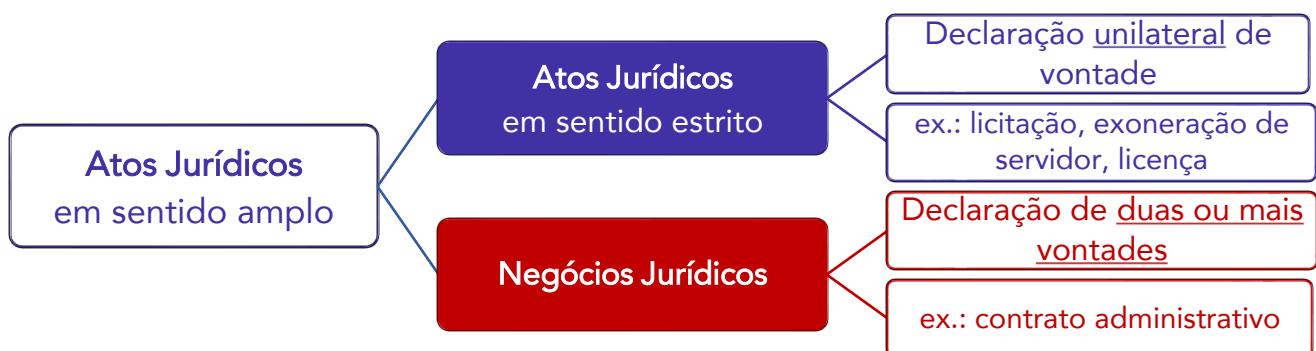 Atos Jurídicos
em sentido amplo
Atos Jurídicos
em sentido estrito
Declaração unilateral de
vontade
ex.: licitação, exoneração de
servidor, licença
Negócios Jurídicos
Declaração de duas ou mais
vontades
ex.: contrato administrativo